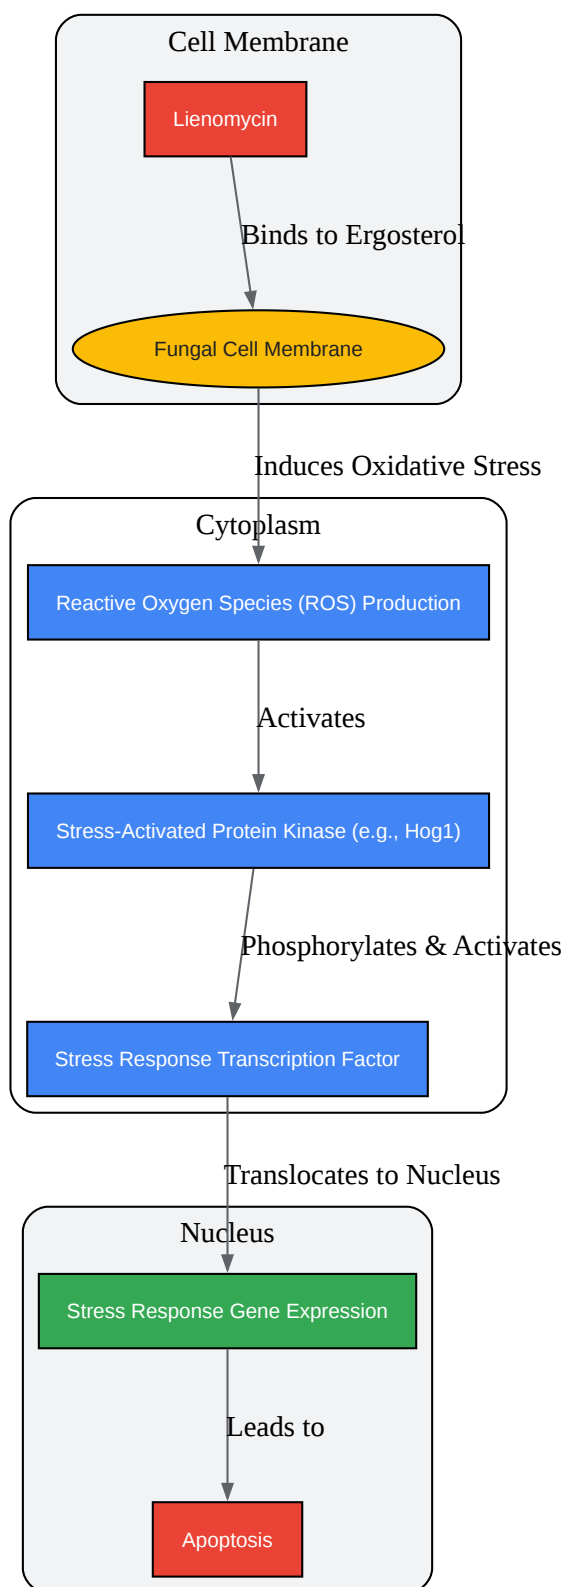 Cell Membrane
Lienomycin
Binds to Ergosterol
Fungal Cell Membrane
Induces Oxidative Stress
Cytoplasm
Reactive Oxygen Species (ROS) Production
Activates
Stress-Activated Protein Kinase (e.g., Hog1)
Phosphorylates & Activates
Stress Response Transcription Factor
Translocates to Nucleus
Nucleus
Stress Response Gene Expression
Leads to
Apoptosis